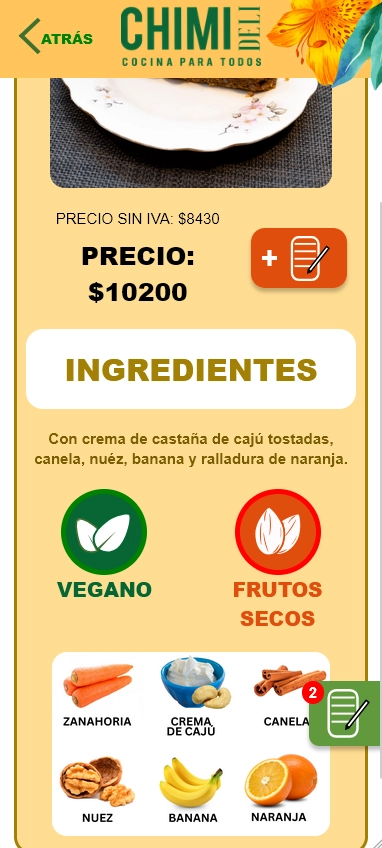 ATRÁS
CHIMI
DELI
COCINA PARA TODOS
PRECIO SIN IVA: $8430
PRECIO:
$10200
+
INGREDIENTES
Con crema de castaña de cajú tostadas,
canela, nuéz, banana y ralladura de naranja.
VEGANO
FRUTOS
SECOS
ZANAHORIA
CREMA
DE CAJÙ
CANELA
2
NUEZ
BANANA
NARANJA